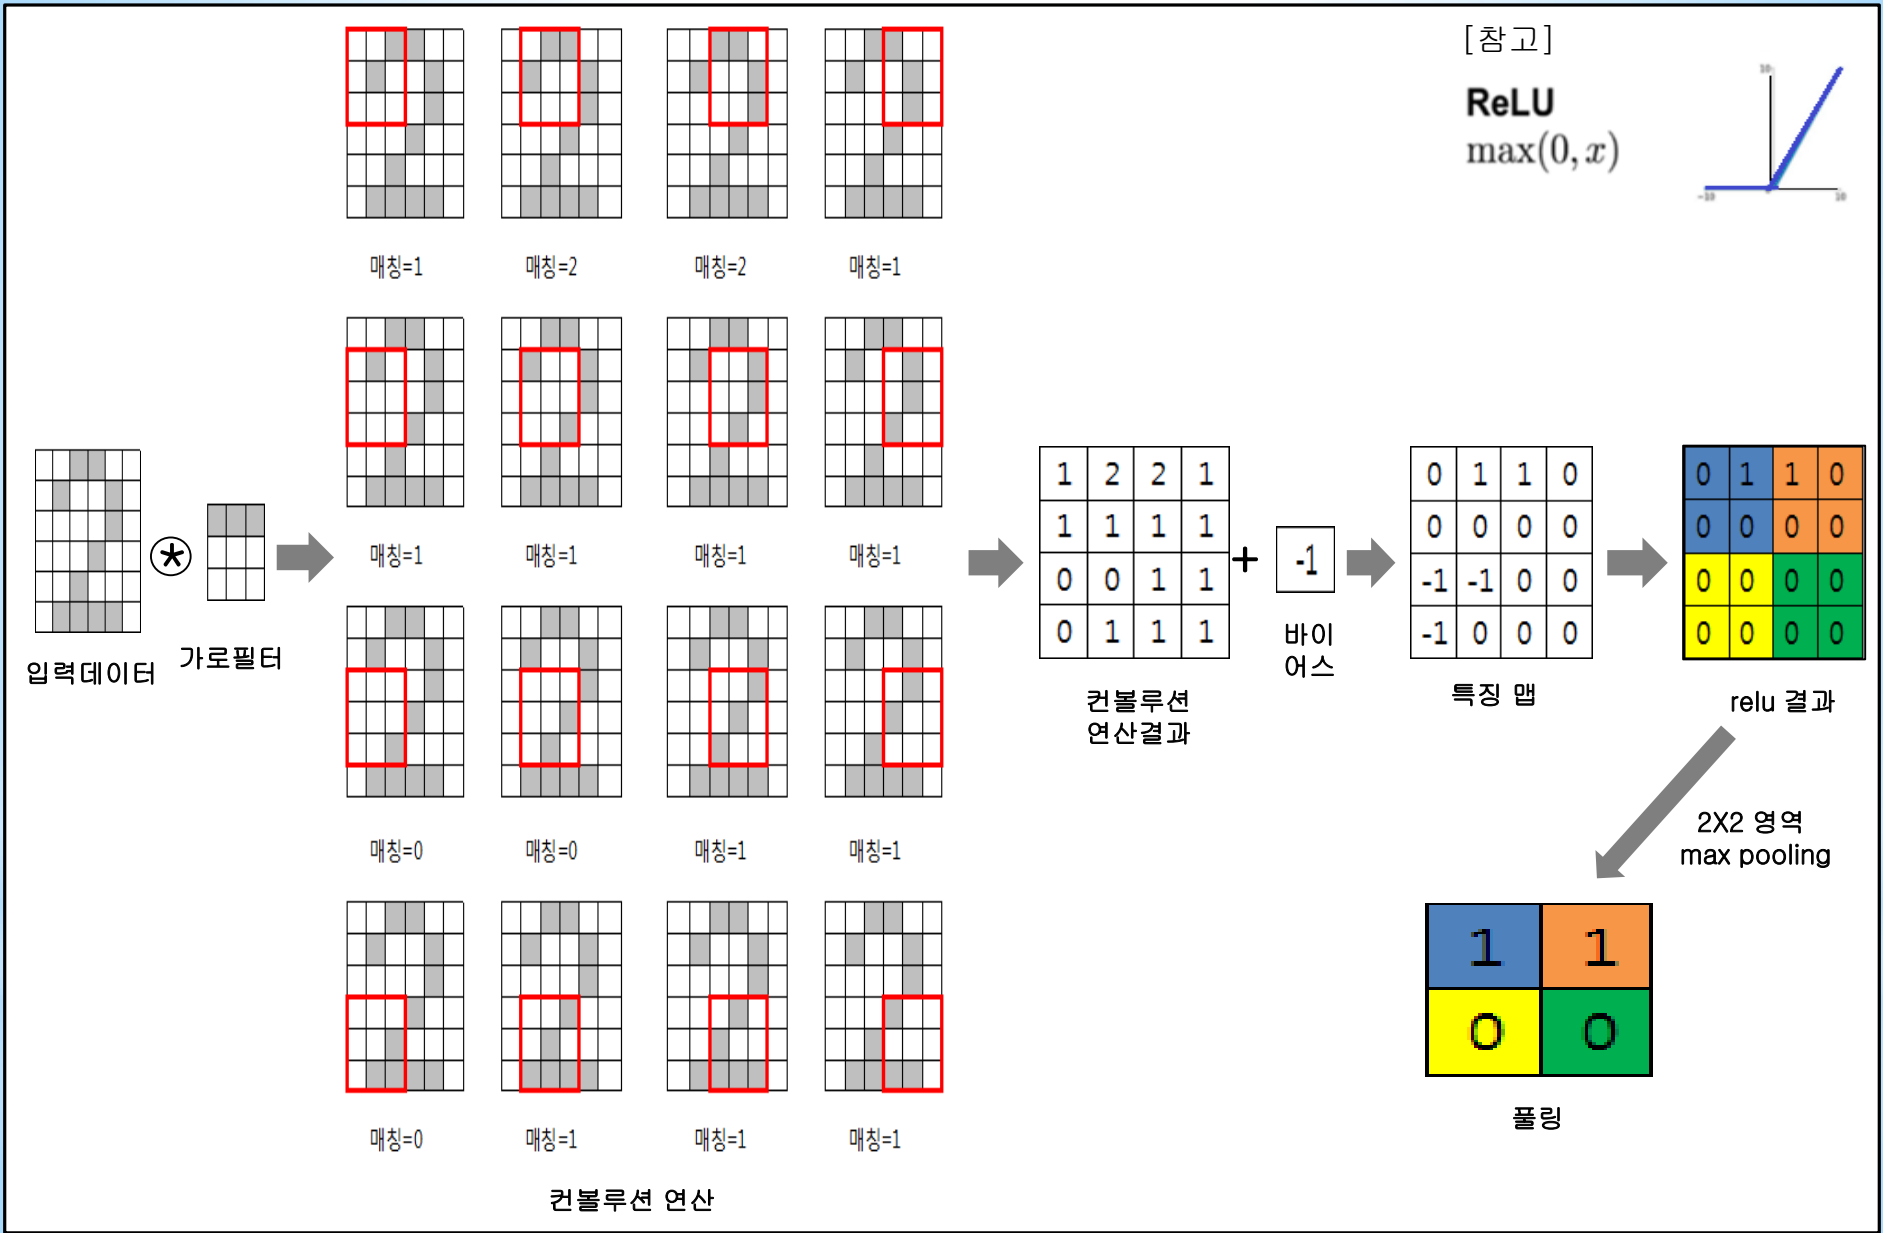 [참고]
ReLU
max(0, x)
10
-10
10
매칭=1
매칭=2
매칭=2
매칭=1
매칭=1
매칭=1
매칭=1
매칭=1
매칭=0
매칭=0
매칭=1
매칭=1
매칭=0
매칭=1
매칭=1
매칭=1
컨볼루션 연산
입력데이터
가로필터
1 2 2 1
1 1 1 1
0 0 1 1
0 1 1 1
컨볼루션
연산결과
+
-1
바이
어스
0 1 1 0
0 0 0 0
-1 -1 0 0
-1 0 0 0
특징 맵
0 1 1 0
0 0 0 0
0 0 0 0
0 0 0 0
relu 결과
2X2 영역
max pooling
1 1
0 0
풀링